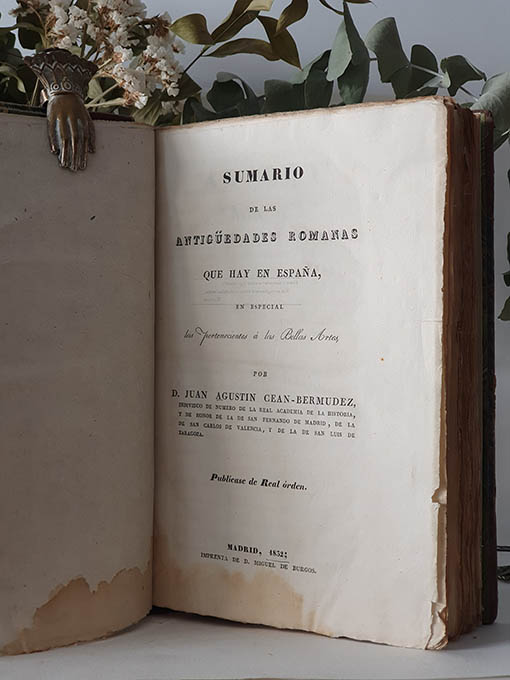 SUMARIO
DE LAS
ANTIGÜEDADES ROMANAS
QUE HAY EN ESPAÑA,
EN ESPECIAL
las pertenecientes á las Bellas Artes,
POR
D. JUAN AGUSTIN CEAN-BERMUDEZ,
INDIVIDUO DE NUMERO DE LA REAL ACADEMIA DE LA HISTORIA,
Y DE HONOR DE LA DE SAN FERNANDO DE MADRID, DE LA
DE SAN CARLOS DE VALENCIA, Y DE LA DE SAN LUIS DE
ZARAGOZA.
Publícase de Real órden.
MADRID, 1832;
IMPRENTA DE D. MIGUEL DE BURGOS.